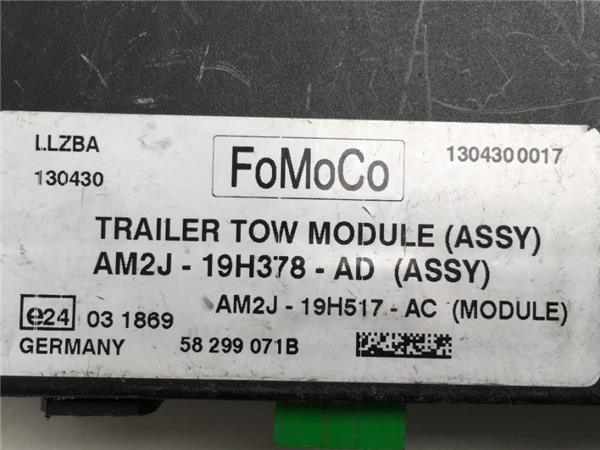 LLZBA
130430
FoMoCo
1304300017
TRAILER TOW MODULE (ASSY)
AM2J - 19H378 - AD (ASSY)
AM2J - 19H517 - AC (MODULE)
e24 03 1869
GERMANY 58 299 071B